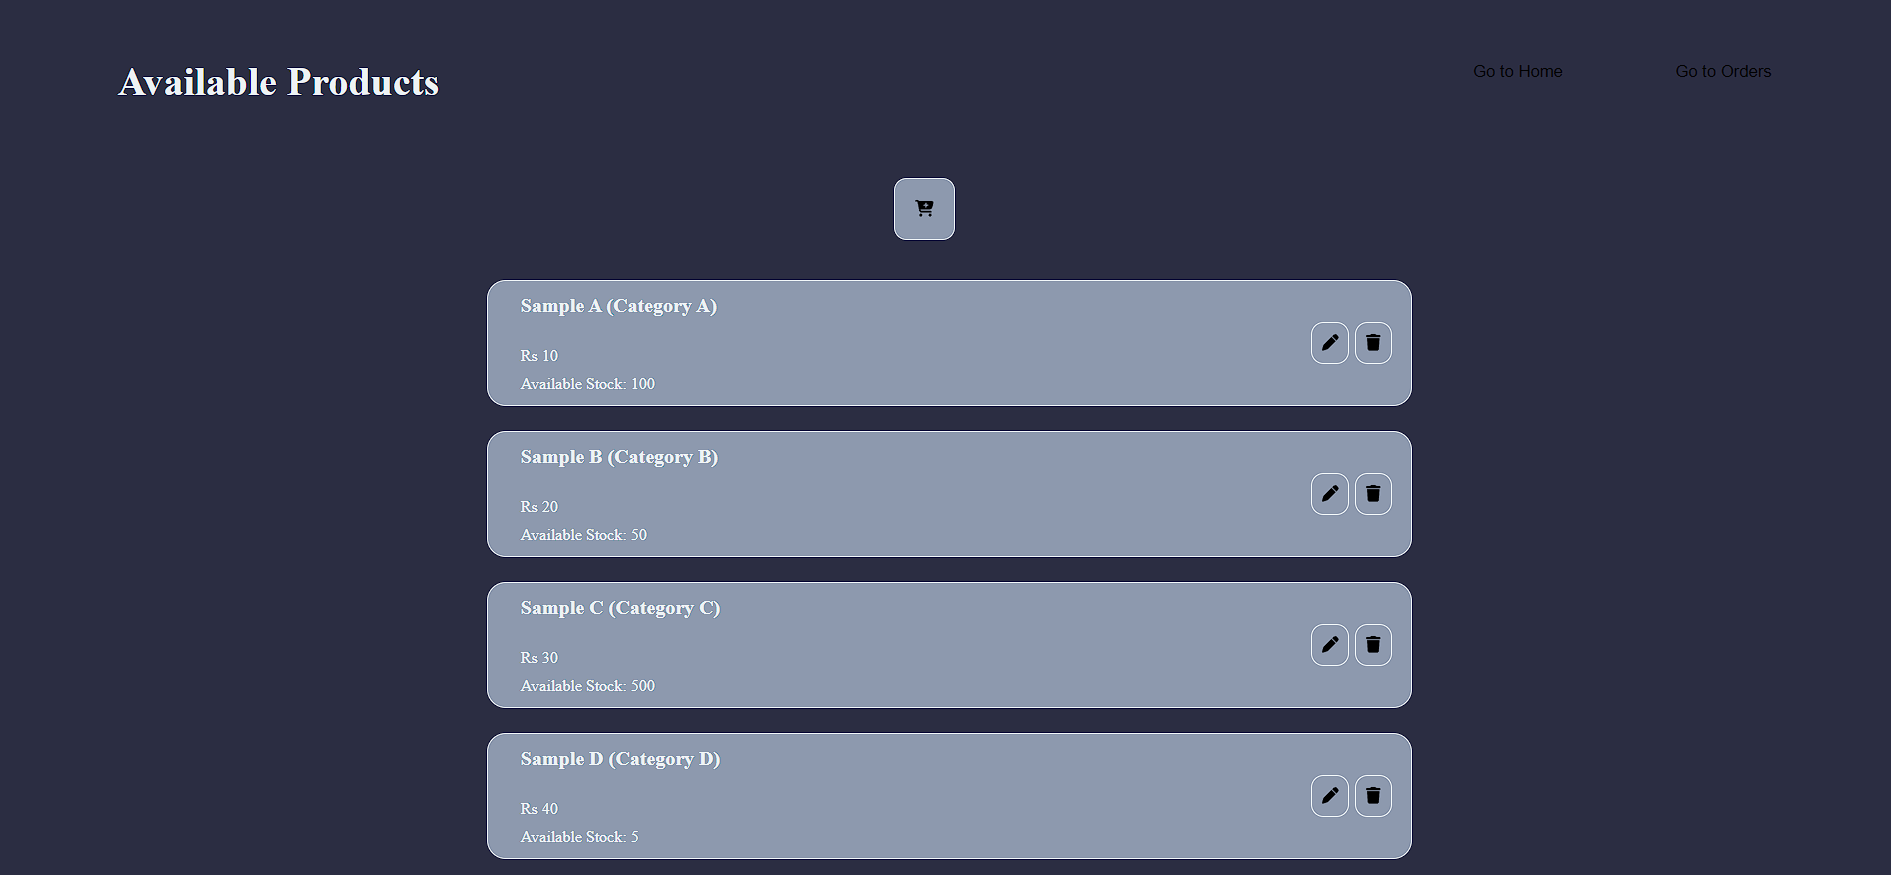 Available Products
Go to Home
Go to Orders
Sample A (Category A)
Rs 10
Available Stock: 100
Sample B (Category B)
Rs 20
Available Stock: 50
Sample C (Category C)
Rs 30
Available Stock: 500
Sample D (Category D)
Rs 40
Available Stock: 5